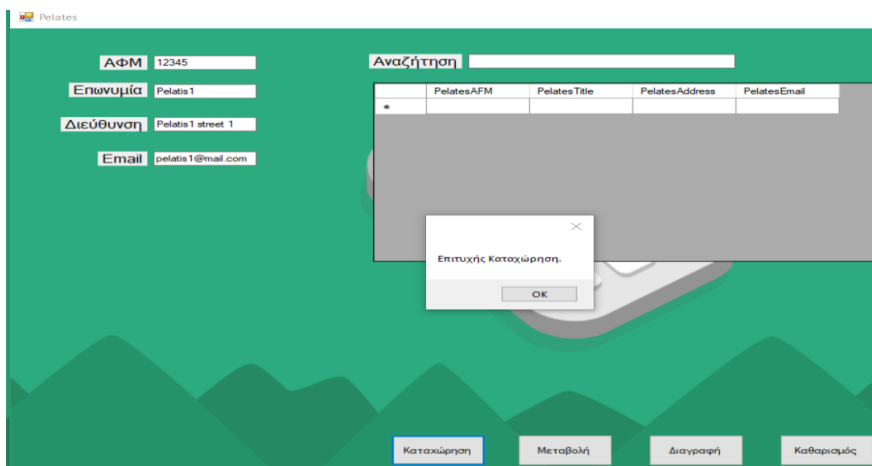 Pelates
ΑΦΜ 12345
Επωνυμία Pelatis1
Διεύθυνση Pelatis1 street 1
Email pelatis1@mail.com
Αναζήτηση
PelatesAFM PelatesTitle PelatesAddress PelatesEmail
*
Επιτυχής Καταχώρηση.
OK
Καταχώρηση Μεταβολή Διαγραφή Καθαρισμός